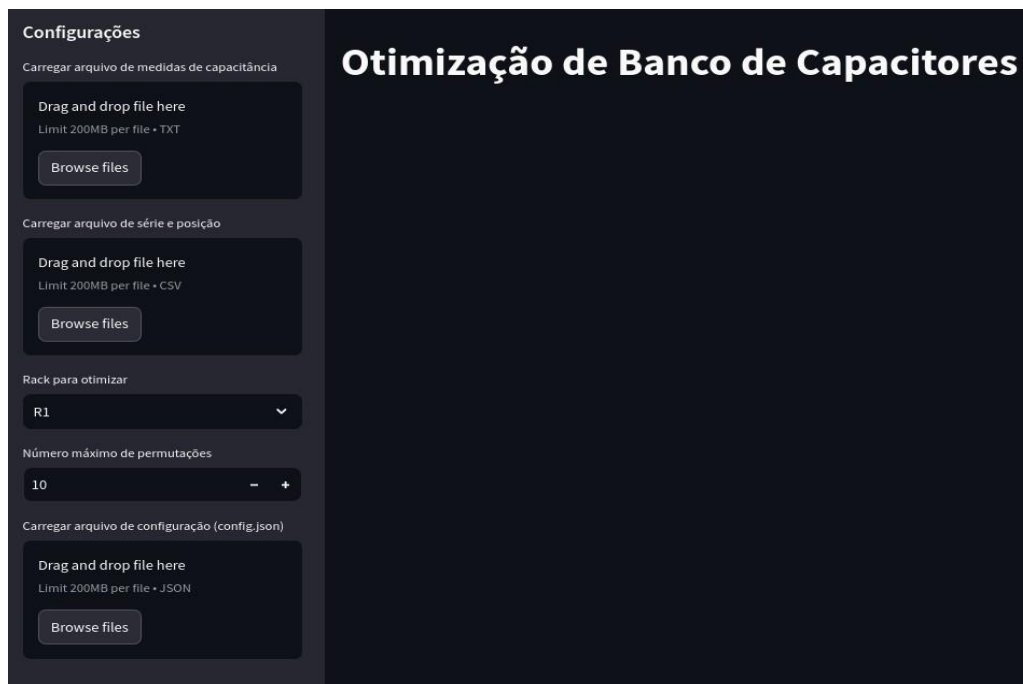 Configurações
Carregar arquivo de medidas de capacitância
Drag and drop file here
Limit 200MB per file • TXT
Browse files
Carregar arquivo de série e posição
Drag and drop file here
Limit 200MB per file • CSV
Browse files
Rack para otimizar
R1
Número máximo de permutações
10
Carregar arquivo de configuração (config.json)
Drag and drop file here
Limit 200MB per file • JSON
Browse files
Otimização de Banco de Capacitores